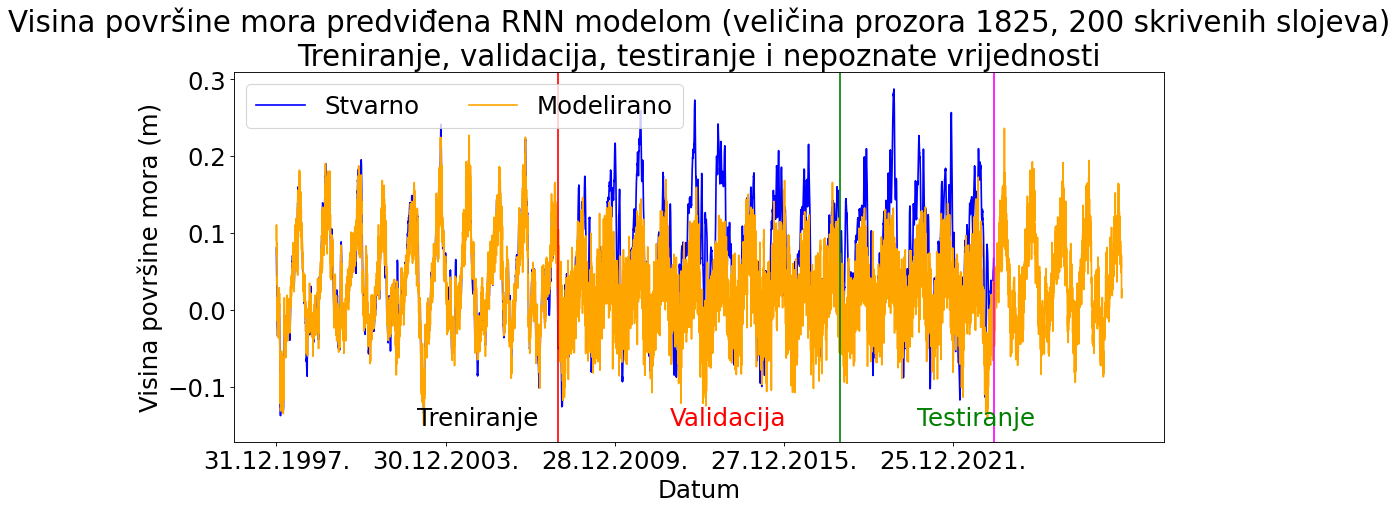 Visina površine mora predviđena RNN modelom (veličina prozora 1825, 200 skrivenih slojeva)
Treniranje, validacija, testiranje i nepoznate vrijednosti
Stvarno Modelirano
Visina površine mora (m)
0.3
0.2
0.1
0.0
−0.1
Treniranje Validacija Testiranje
31.12.1997. 30.12.2003. 28.12.2009. 27.12.2015. 25.12.2021.
Datum